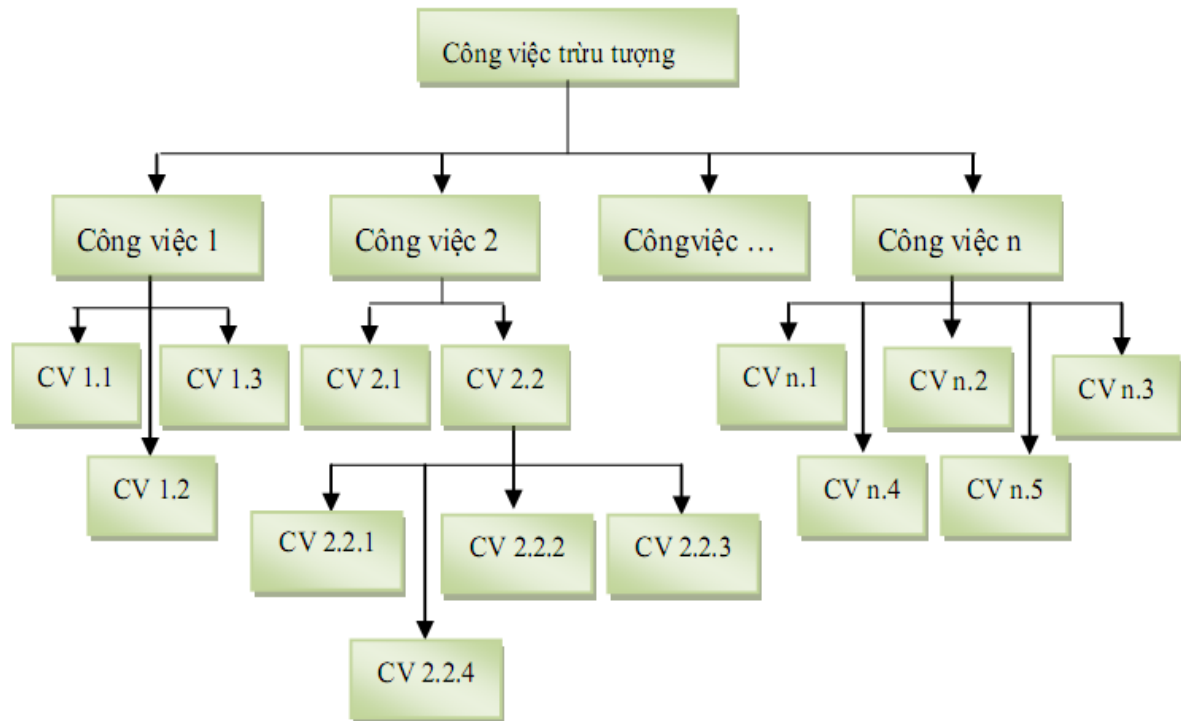 Công việc trừu tượng
Công việc 1
Công việc 2
Côngviệc ...
Công việc n
CV 1.1
CV 1.3
CV 2.1
CV 2.2
CV n.1
CV n.2
CV n.3
CV 1.2
CV n.4
CV n.5
CV 2.2.1
CV 2.2.2
CV 2.2.3
CV 2.2.4